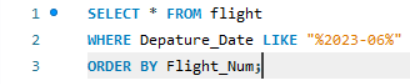 1 SELECT * FROM flight
2 WHERE Depature_Date LIKE "%2023-06%"
3 ORDER BY Flight_Num;